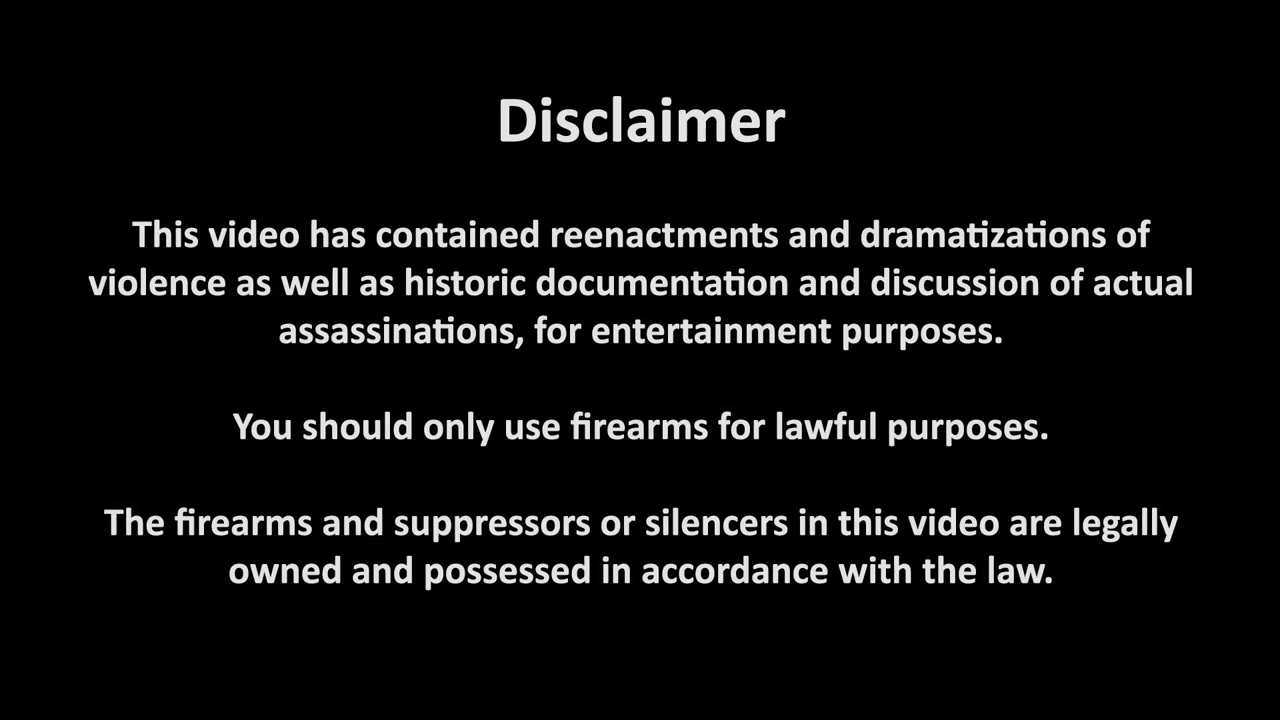 Disclaimer
This video has contained reenactments and dramatizations of
violence as well as historic documentation and discussion of actual
assassinations, for entertainment purposes.
You should only use firearms for lawful purposes.
The firearms and suppressors or silencers in this video are legally
owned and possessed in accordance with the law.